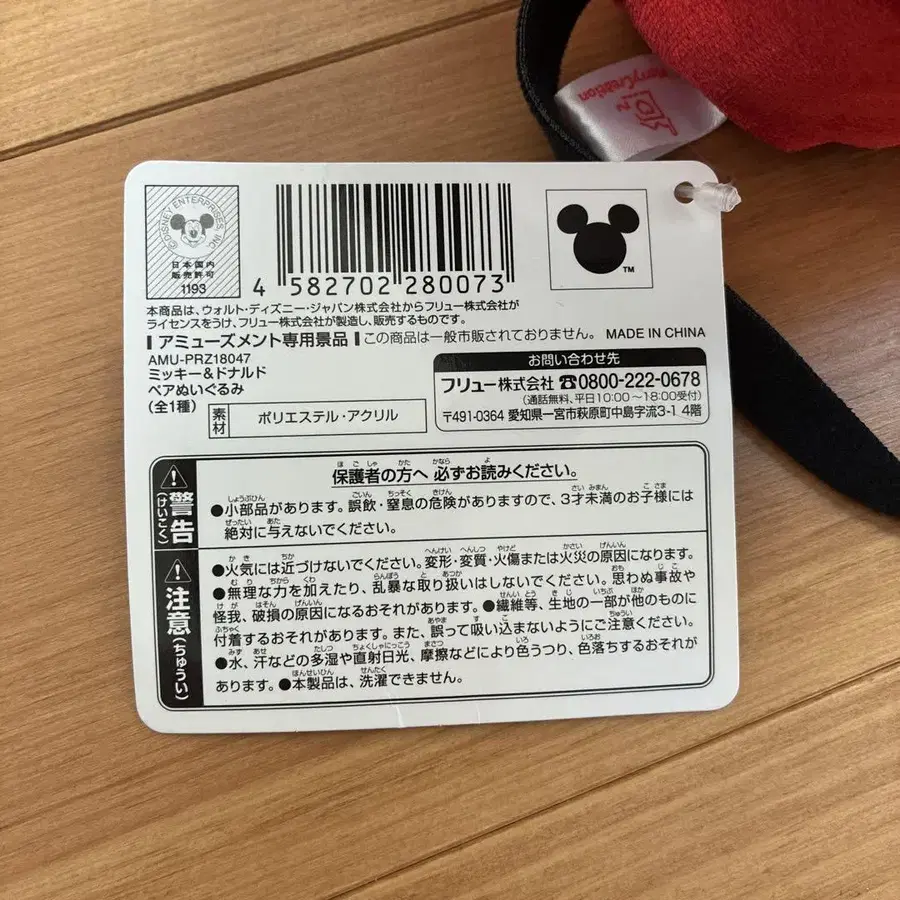 MerryCreation
©DISNEY ENTERPRISES, INC.
日本国内
販売許可
1193
4 582702 280073
TM
本商品は、ウォルト・ディズニー・ジャパン株式会社からフリュー株式会社が
ライセンスをうけ、フリュー株式会社が製造し、販売するものです。
アミューズメント専用景品 この商品は一般市販されておりません。 MADE IN CHINA
AMU-PRZ18047
ミッキー&ドナルド
ペアぬいぐるみ
(全1種)
素材 ポリエステル・アクリル
お問い合わせ先
フリュー株式会社 ☎0800-222-0678
(通話無料、平日10:00~18:00受付)
〒491-0364 愛知県一宮市萩原町中島字流3-1 4階
保護者の方へ 必ずお読みください。
警告(けいこく)
●小部品があります。誤飲・窒息の危険がありますので、3才未満のお子様には
絶対に与えないでください。
注意(ちゅうい)
●火気には近づけないでください。変形・変質・火傷または火災の原因になります。
●無理な力を加えたり、乱暴な取り扱いはしないでください。思わぬ事故や
怪我、破損の原因になるおそれがあります。●繊維等、生地の一部が他のものに
付着するおそれがあります。また、誤って吸い込まないようにご注意ください。
●水、汗などの多湿や直射日光、摩擦などにより色うつり、色落ちするおそれが
あります。●本製品は、洗濯できません。